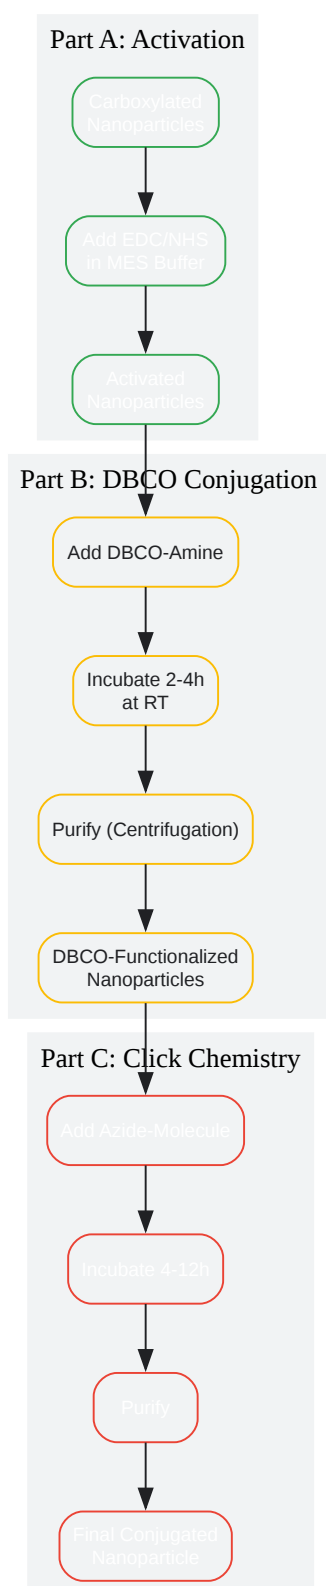 Part A: Activation
Carboxylated
Nanoparticles
Add EDC/NHS
in MES Buffer
Activated
Nanoparticles
Part B: DBCO Conjugation
Add DBCO-Amine
Incubate 2-4h
at RT
Purify (Centrifugation)
DBCO-Functionalized
Nanoparticles
Part C: Click Chemistry
Add Azide-Molecule
Incubate 4-12h
Purify
Final Conjugated
Nanoparticle